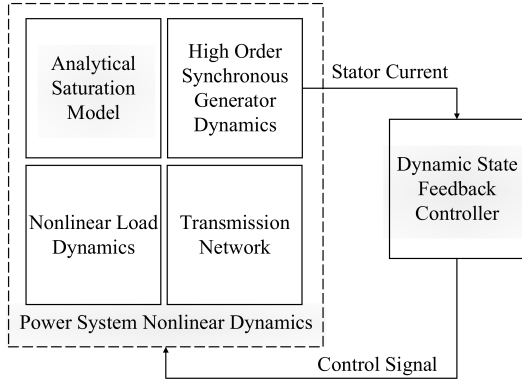 Analytical
Saturation
Model
High Order
Synchronous
Generator
Dynamics
Stator Current
Dynamic State
Feedback
Controller
Nonlinear Load
Dynamics
Transmission
Network
Power System Nonlinear Dynamics
Control Signal